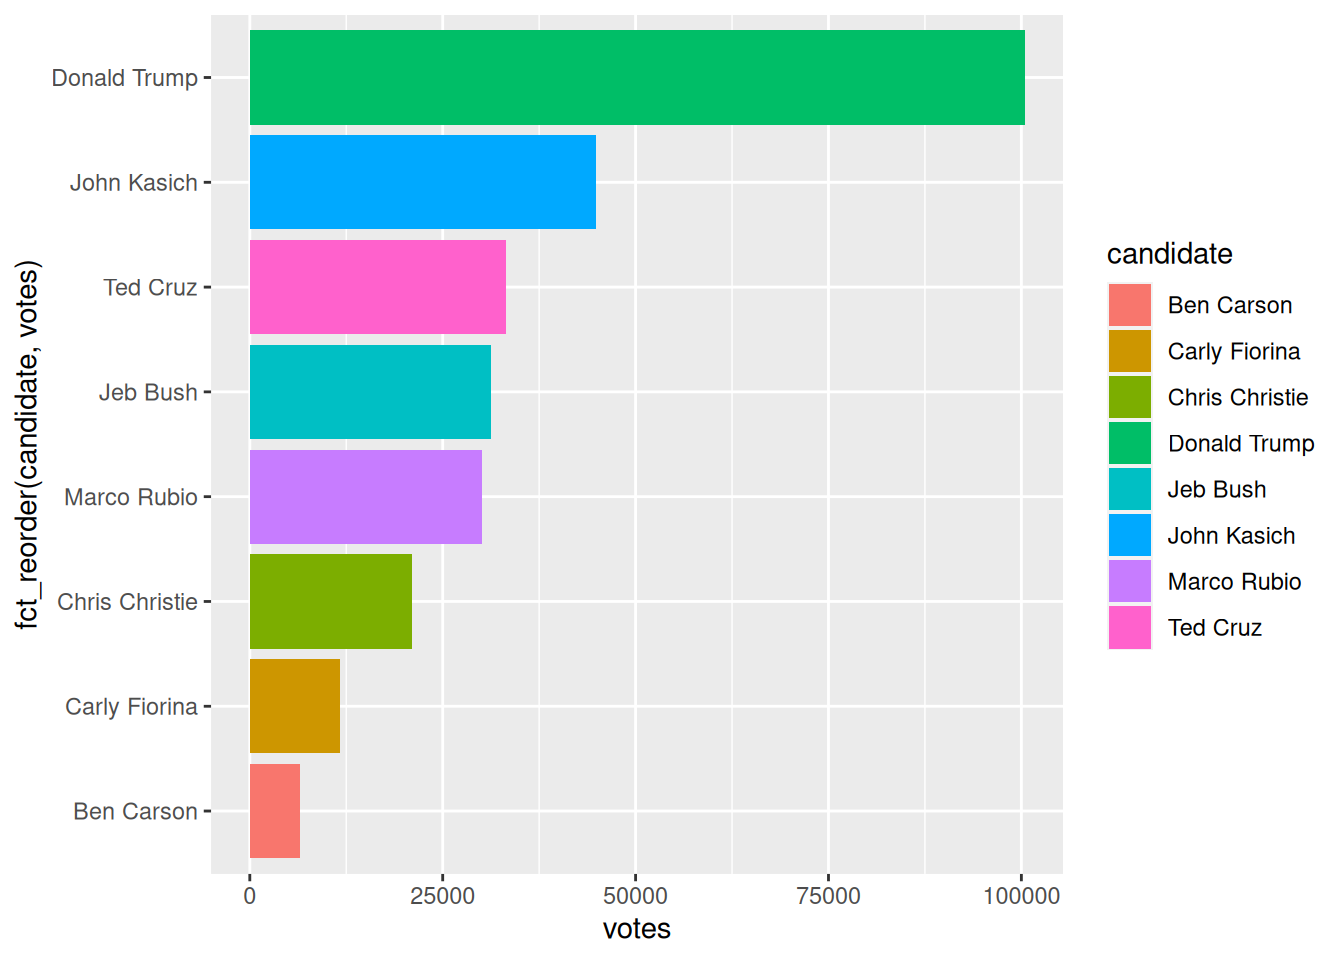 fct_reorder(candidate, votes)
Donald Trump
John Kasich
Ted Cruz
Jeb Bush
Marco Rubio
Chris Christie
Carly Fiorina
Ben Carson
0
25000
50000
75000
100000
votes
candidate
Ben Carson
Carly Fiorina
Chris Christie
Donald Trump
Jeb Bush
John Kasich
Marco Rubio
Ted Cruz